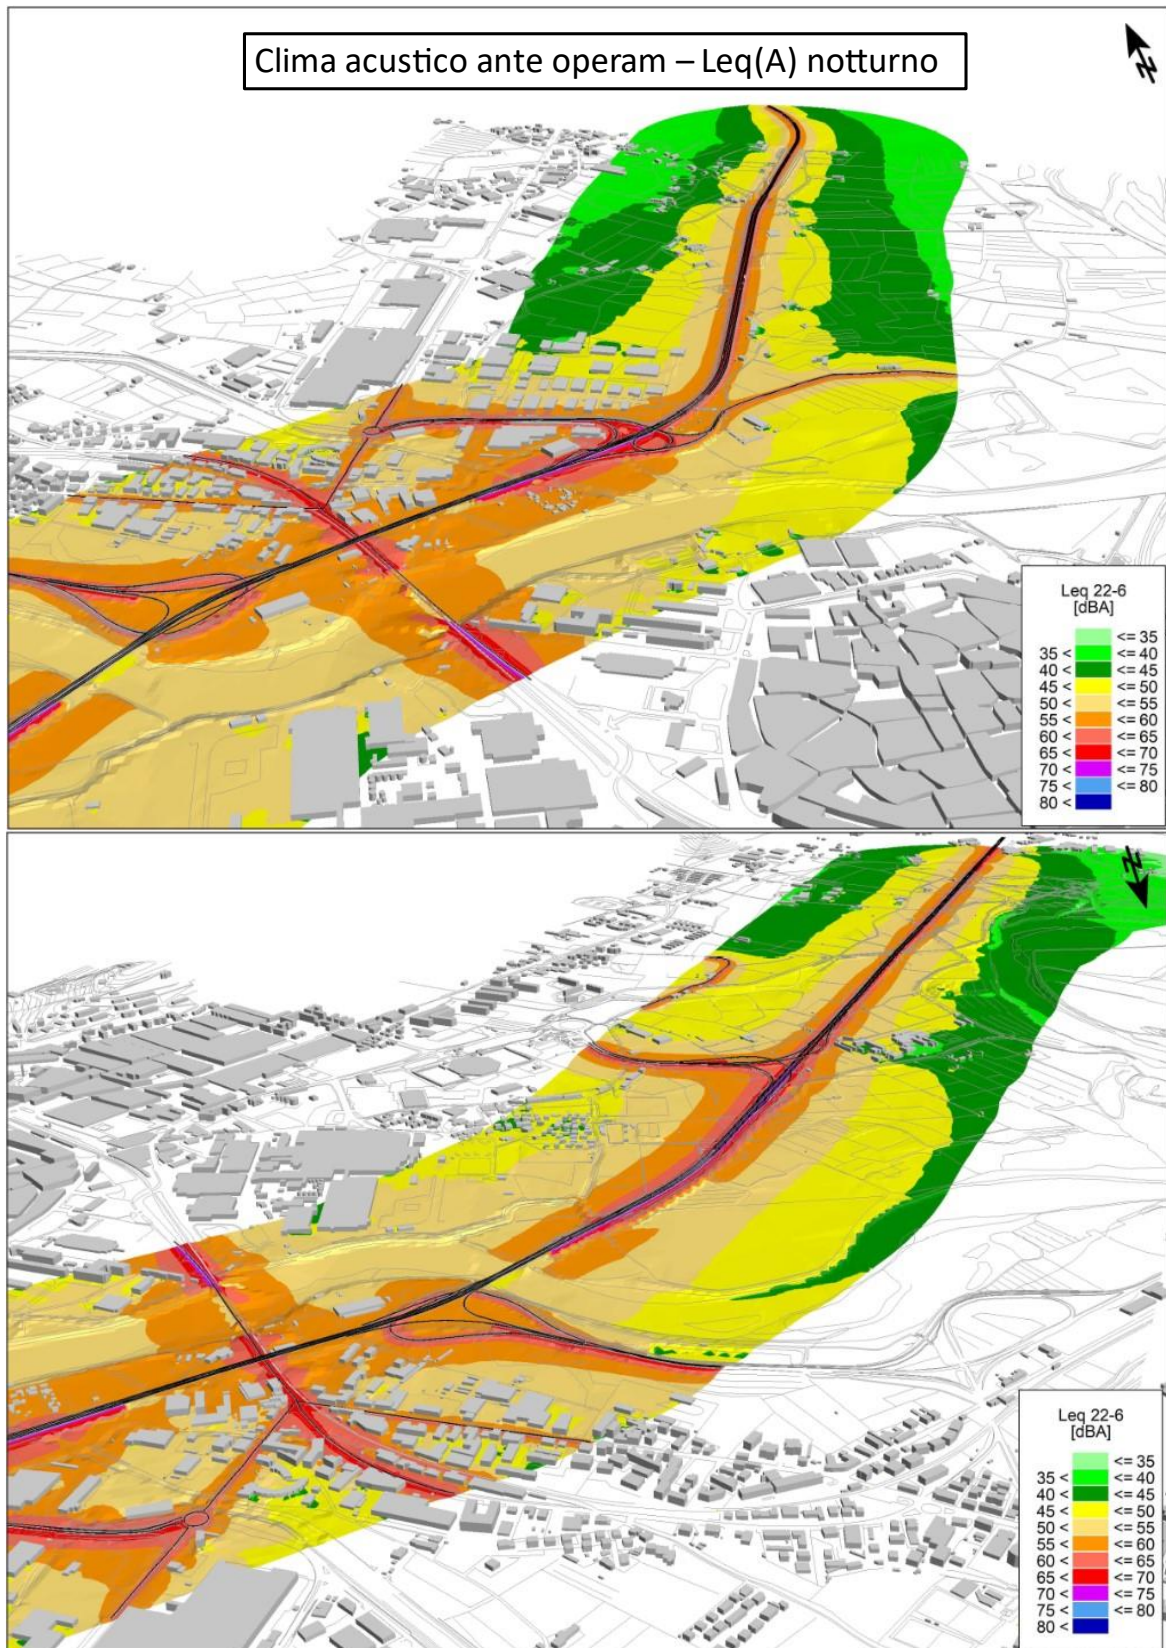 Clima acustico ante operam – Leq(A) notturno
N
Leq 22-6
[dBA]
<= 35
35 < <= 40
40 < <= 45
45 < <= 50
50 < <= 55
55 < <= 60
60 < <= 65
65 < <= 70
70 < <= 75
75 < <= 80
80 <
N
Leq 22-6
[dBA]
<= 35
35 < <= 40
40 < <= 45
45 < <= 50
50 < <= 55
55 < <= 60
60 < <= 65
65 < <= 70
70 < <= 75
75 < <= 80
80 <